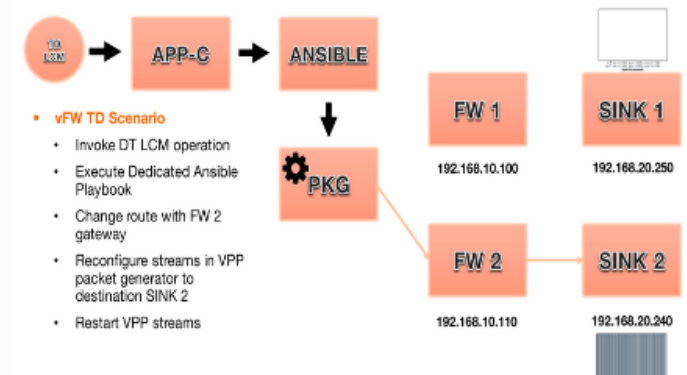 TD
LCM
APP-C
ANSIBLE
FW 1
SINK 1
192.168.10.100
192.168.20.250
PKG
FW 2
SINK 2
192.168.10.110
192.168.20.240
vFW TD Scenario
Invoke DT LCM operation
Execute Dedicated Ansible
Playbook
Change route with FW 2
gateway
Reconfigure streams in VPP
packet generator to
destination SINK 2
Restart VPP streams